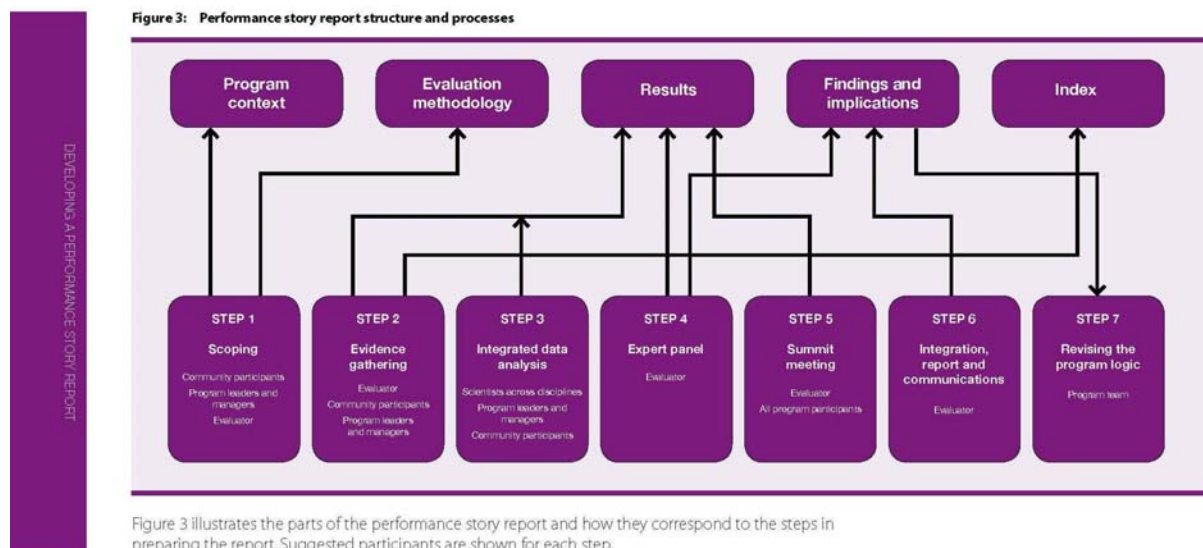 Figure 3: Performance story report structure and processes
DEVELOPING A PERFORMANCE STORY REPORT
Program
context
Evaluation
methodology
Results
Findings and
implications
Index
STEP 1
Scoping
Community participants
Program leaders and
managers
Evaluator
STEP 2
Evidence
gathering
Evaluator
Community participants
Program leaders
and managers
STEP 3
Integrated data
analysis
Scientists across disciplines
Program leaders and
managers
Community participants
STEP 4
Expert panel
Evaluator
STEP 5
Summit
meeting
Evaluator
All program participants
STEP 6
Integration,
report and
communications
Evaluator
STEP 7
Revising the
program logic
Program team
Figure 3 illustrates the parts of the performance story report and how they correspond to the steps in
preparing the report. Suggested participants are shown for each step.